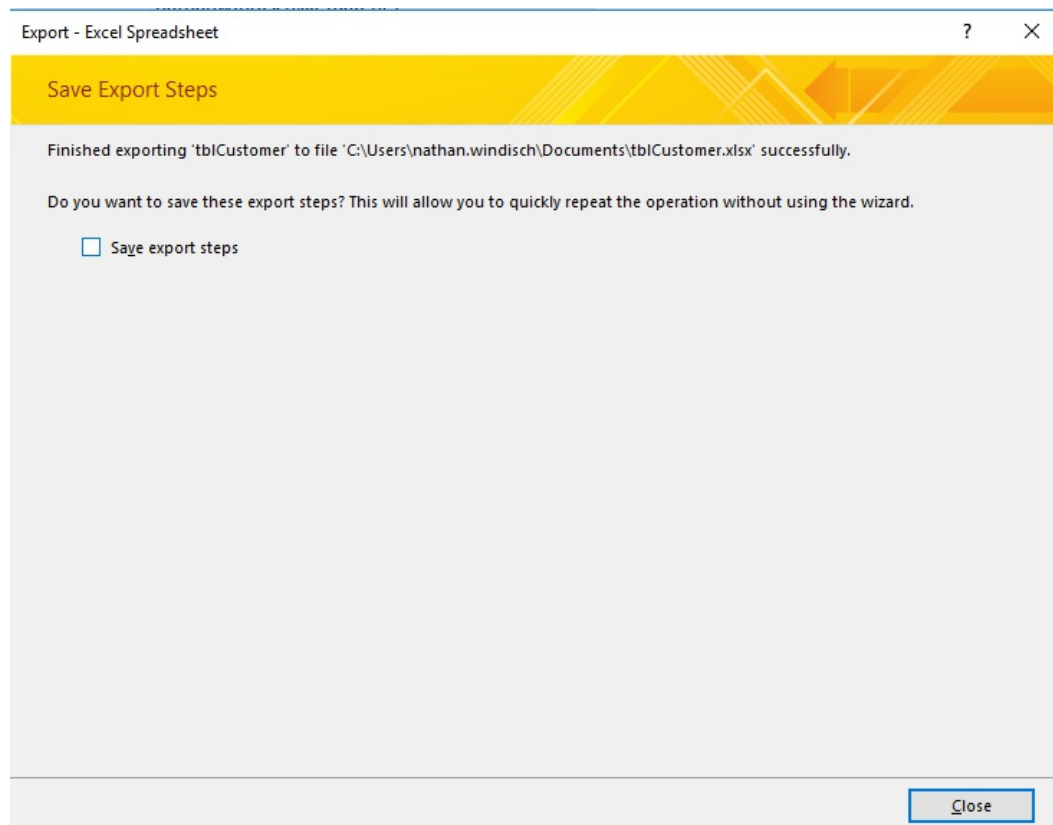 Export - Excel Spreadsheet
?
Save Export Steps
Finished exporting 'tblCustomer' to file 'C:\Users\nathan.windisch\Documents\tblCustomer.xlsx' successfully.
Do you want to save these export steps? This will allow you to quickly repeat the operation without using the wizard.
Save export steps
Close